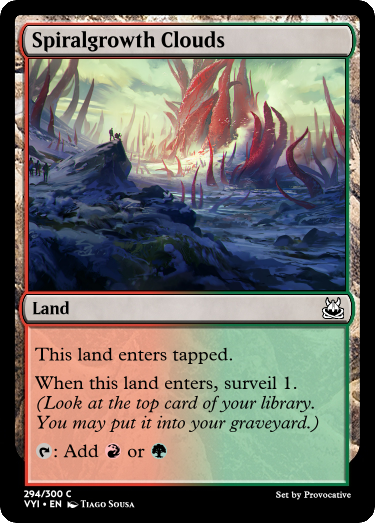 Spiralgrowth Clouds
Land
This land enters tapped.
When this land enters, surveil 1.
(Look at the top card of your library.
You may put it into your graveyard.)
: Add or
294/300 C
VYI • EN Tiago Sousa
Set by Provocative